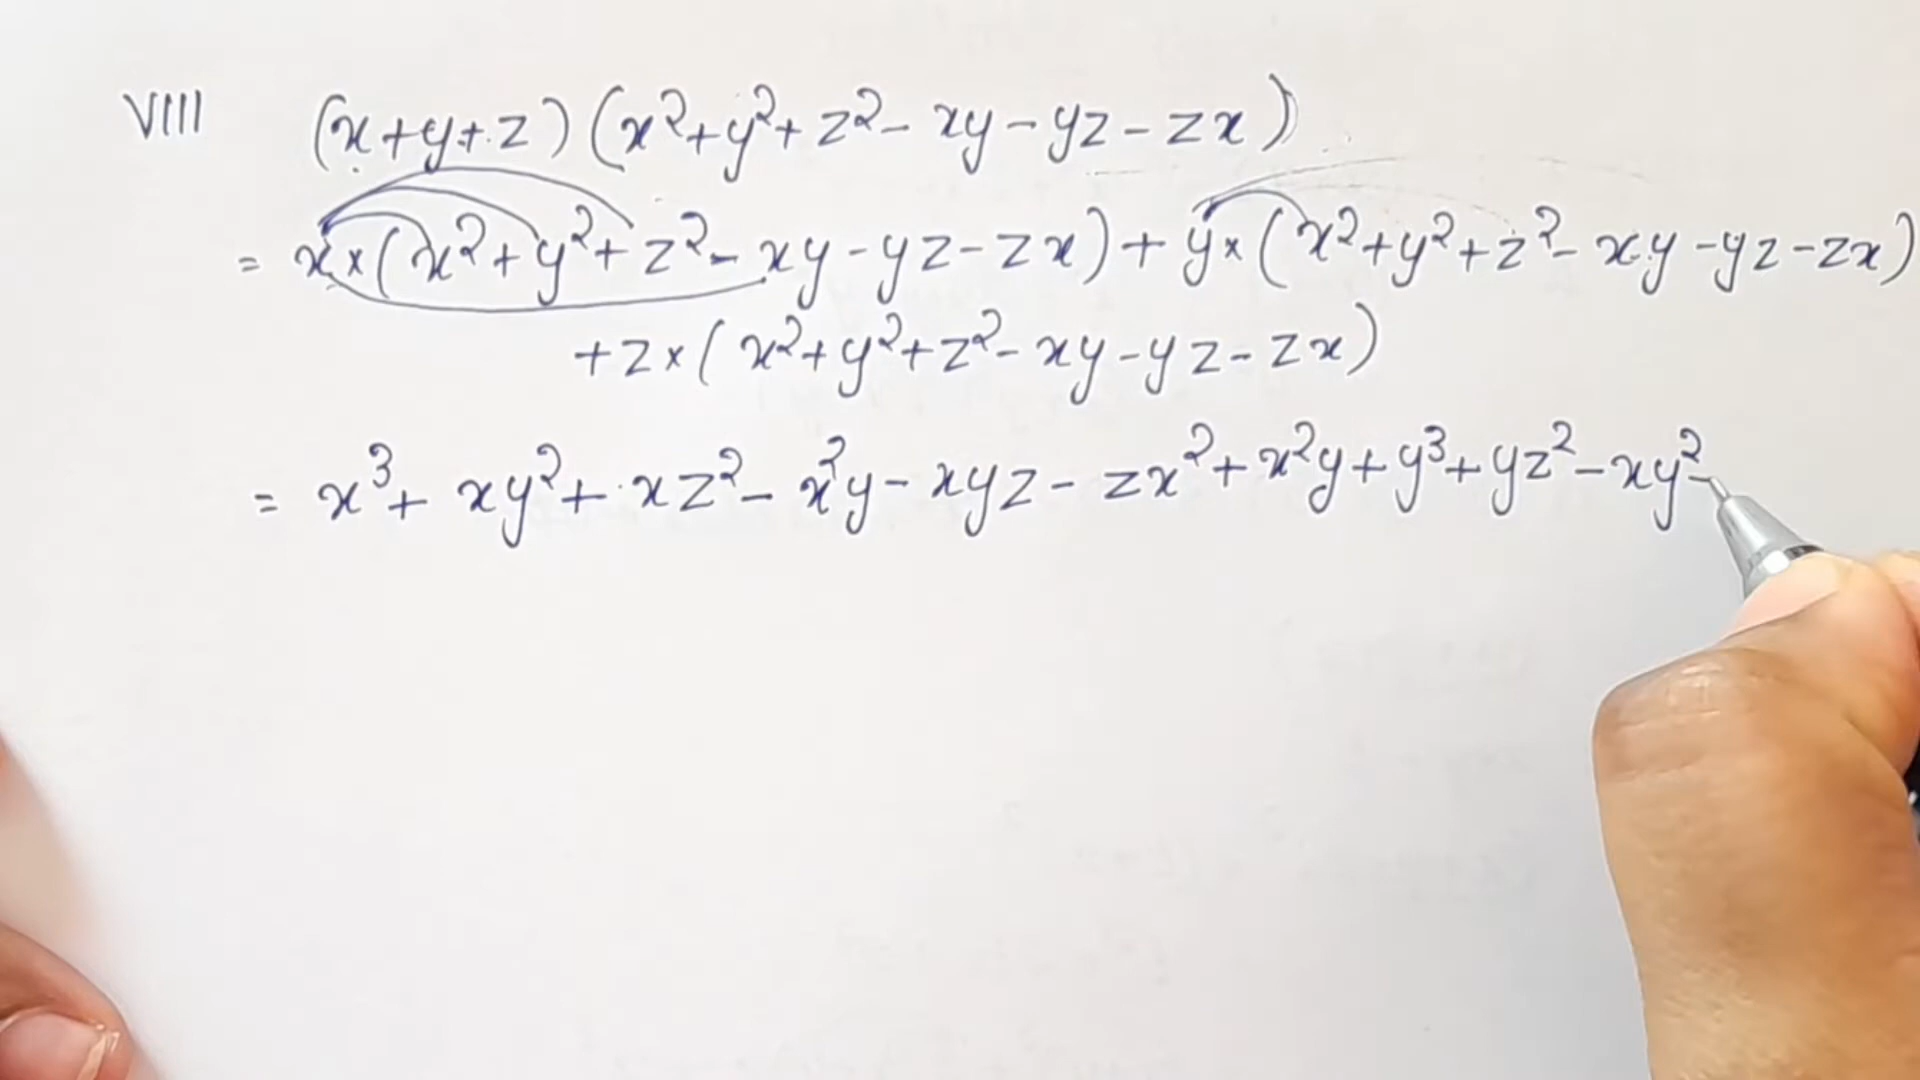 VIII (x+y+z)(x²+y²+z²-xy-yz-zx)
= x×(x²+y²+z²-xy-yz-zx)+y×(x²+y²+z²-xy-yz-zx)
+z×(x²+y²+z²-xy-yz-zx)
= x³+xy²+xz²-x²y-xyz-zx²+x²y+y³+yz²-xy²-